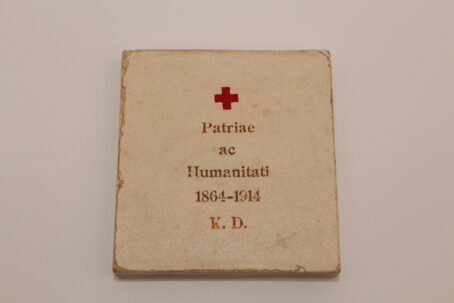 Patriae
ac
Humanitati
1864-1914
K. D.